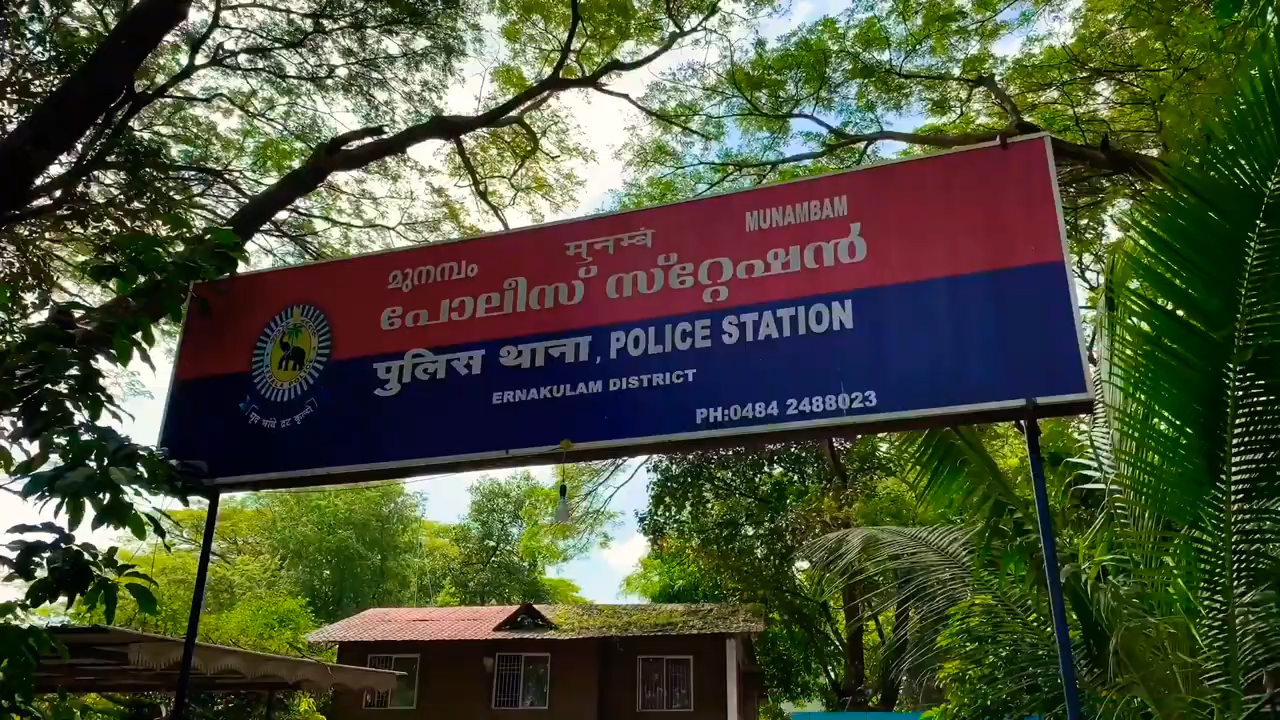 മുനമ്പം मुनम्बं MUNAMBAM
പോലീസ് സ്റ്റേഷൻ
पुलिस थाना, POLICE STATION
ERNAKULAM DISTRICT
PH:0484 2488023